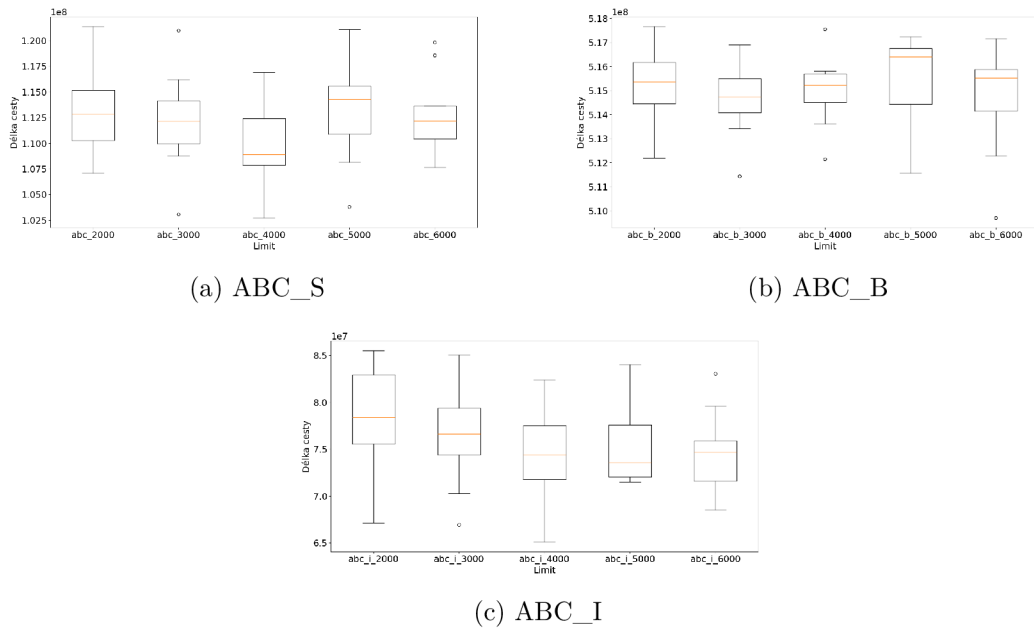 1e8
1.200
1.175
1.150
1.125
1.100
1.075
1.050
1.025
Délka cesty
abc_2000 abc_3000 abc_4000 abc_5000 abc_6000
Limit
(a) ABC_S
1e8
5.18
5.17
5.16
5.15
5.14
5.13
5.12
5.11
5.10
Délka cesty
abc_b_2000 abc_b_3000 abc_b_4000 abc_b_5000 abc_b_6000
Limit
(b) ABC_B
1e7
8.5
8.0
7.5
7.0
6.5
Délka cesty
abc_i_2000 abc_i_3000 abc_i_4000 abc_i_5000 abc_i_6000
Limit
(c) ABC_I